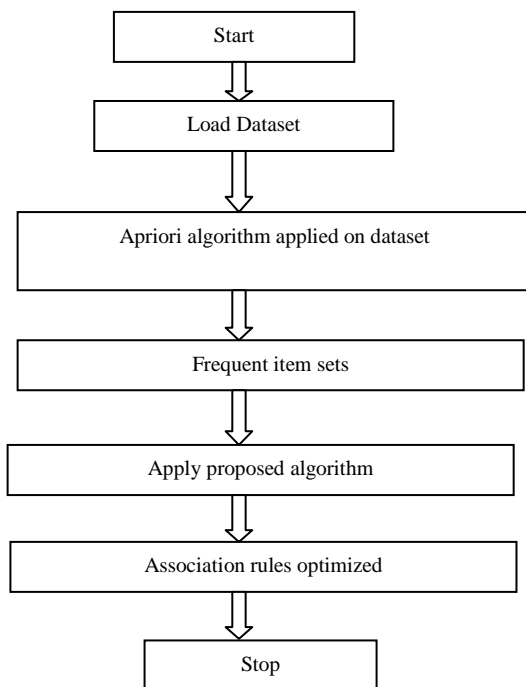 Start
Load Dataset
Apriori algorithm applied on dataset
Frequent item sets
Apply proposed algorithm
Association rules optimized
Stop